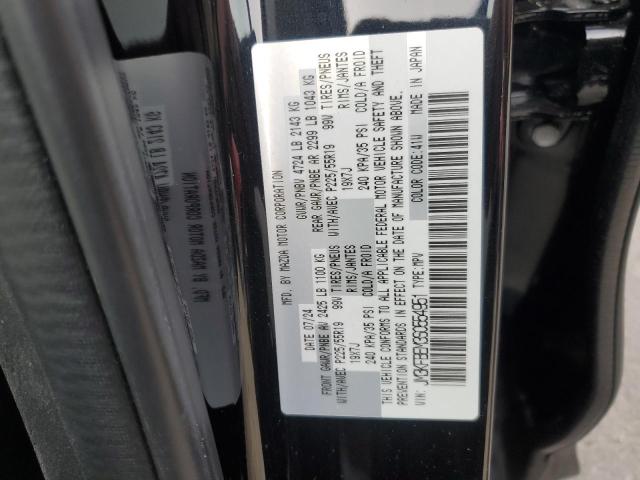 MFD. BY MAZDA MOTOR CORPORATION
DATE 07/24 GVWR/PNBV 4724 LB 2143 KG
FRONT GAWR/PNBE AV 2425 LB 1100 KG REAR GAWR/PNBE AR 2299 LB 1043 KG
WITH/AVEC P225/55R19 99V TIRES/PNEUS WITH/AVEC P225/55R19 99V TIRES/PNEUS
19X7J RIMS/JANTES 19X7J RIMS/JANTES
240 KPA/35 PSI COLD/A FROID 240 KPA/35 PSI COLD/A FROID
THIS VEHICLE CONFORMS TO ALL APPLICABLE FEDERAL MOTOR VEHICLE SAFETY AND THEFT
PREVENTION STANDARDS IN EFFECT ON THE DATE OF MANUFACTURE SHOWN ABOVE.
VIN: JM3KFBBM3S0654951 TYPE:MPV COLOR CODE:41W MADE IN JAPAN